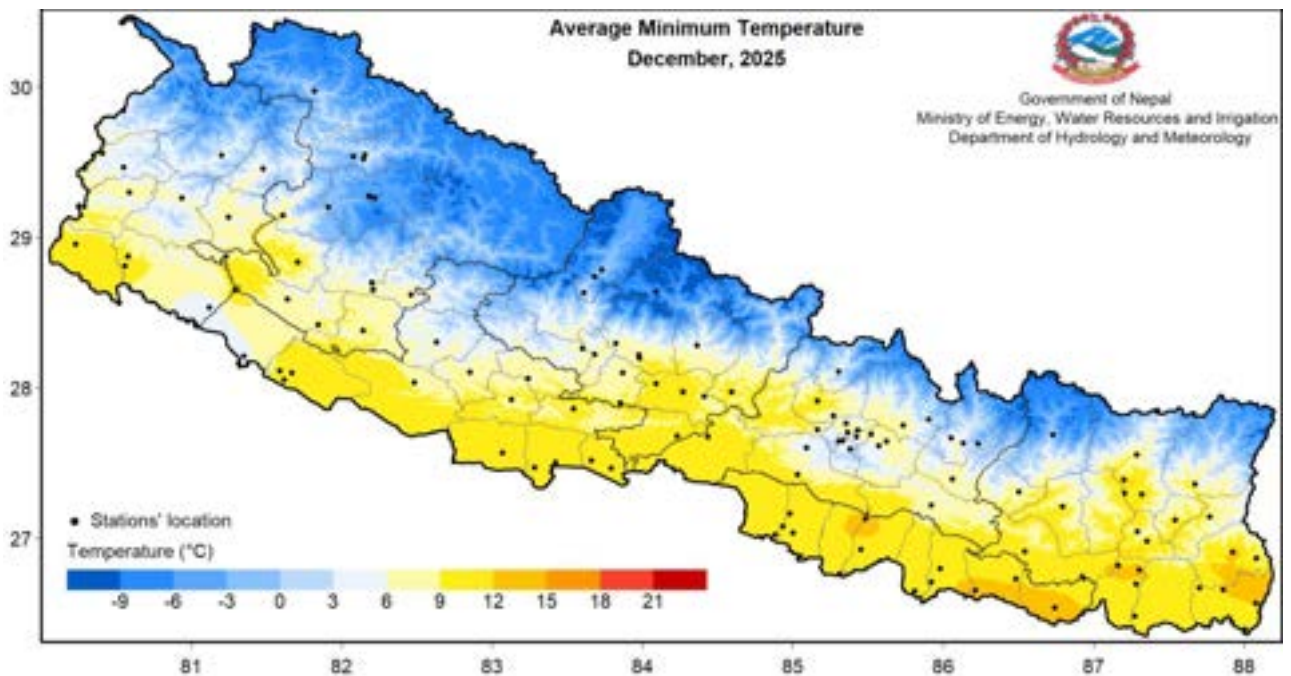 Average Minimum Temperature
December, 2025
Government of Nepal
Ministry of Energy, Water Resources and Irrigation
Department of Hydrology and Meteorology
30
29
28
27
Stations' location
Temperature (°C)
-9 -6 -3 0 3 6 9 12 15 18 21
81 82 83 84 85 86 87 88